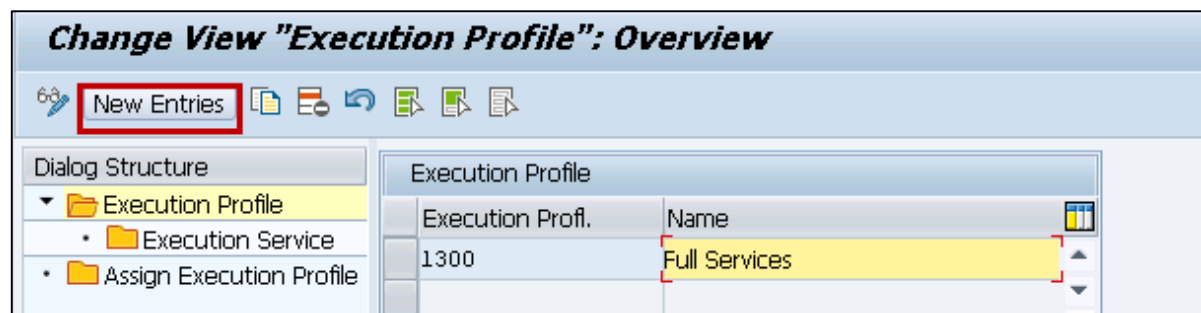 Change View "Execution Profile": Overview
New Entries
Dialog Structure
Execution Profile
Execution Service
Assign Execution Profile
Execution Profile
Execution Profl. Name
1300 Full Services